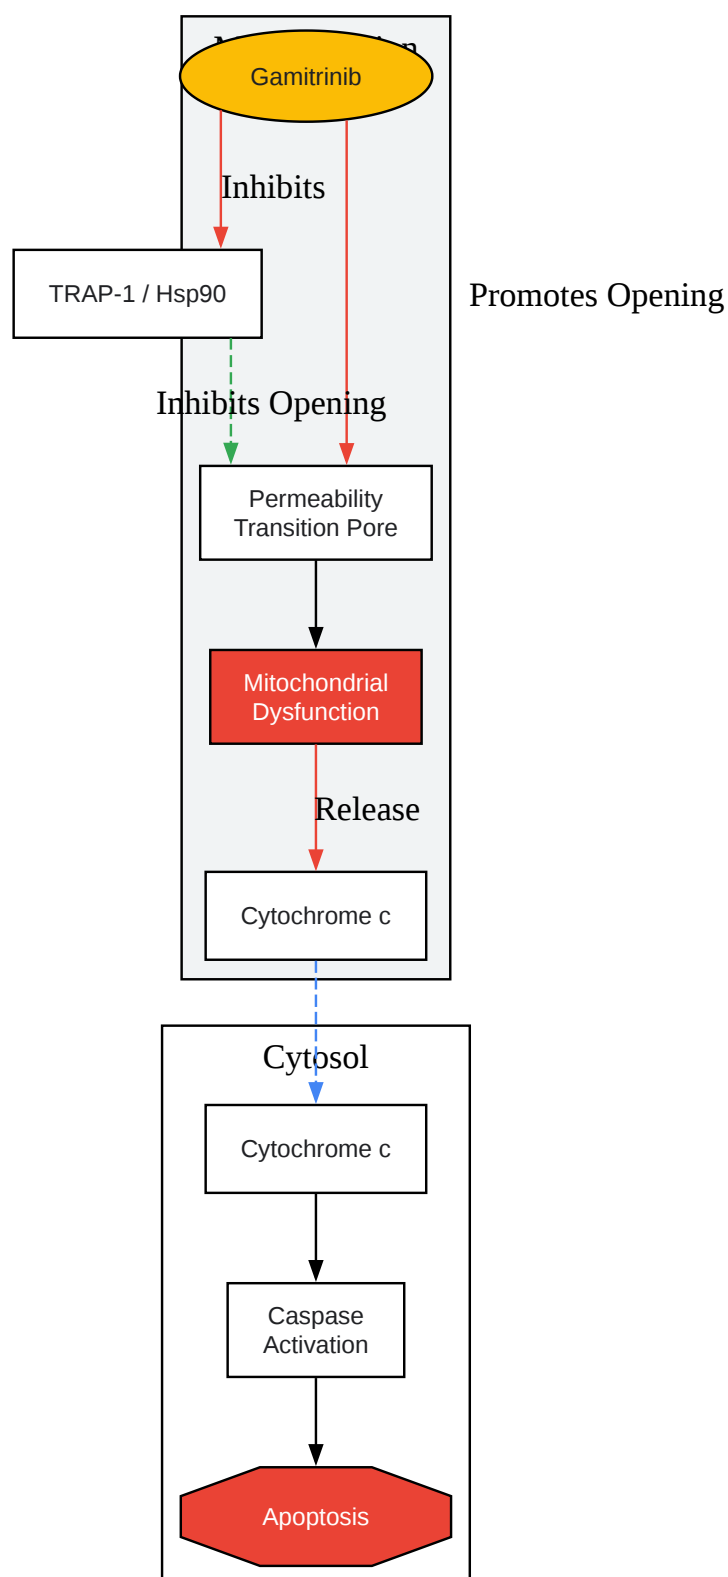 Gamitrinib
Inhibits
TRAP-1 / Hsp90
Promotes Opening
Inhibits Opening
Permeability
Transition Pore
Mitochondrial
Dysfunction
Release
Cytochrome c
Cytosol
Cytochrome c
Caspase
Activation
Apoptosis